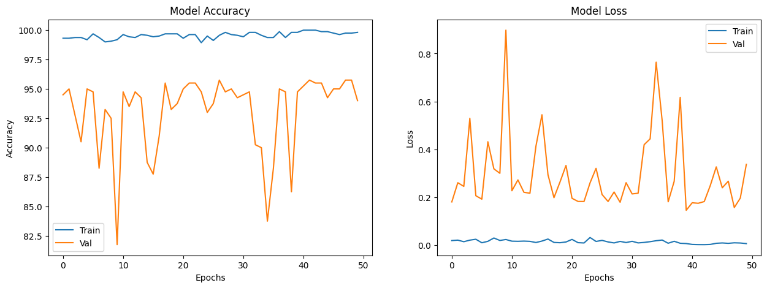 Model Accuracy
100.0
97.5
95.0
92.5
90.0
87.5
85.0
82.5
Accuracy
Train
Val
0 10 20 30 40 50
Epochs
Model Loss
0.8
0.6
0.4
0.2
0.0
Loss
Train
Val
0 10 20 30 40 50
Epochs